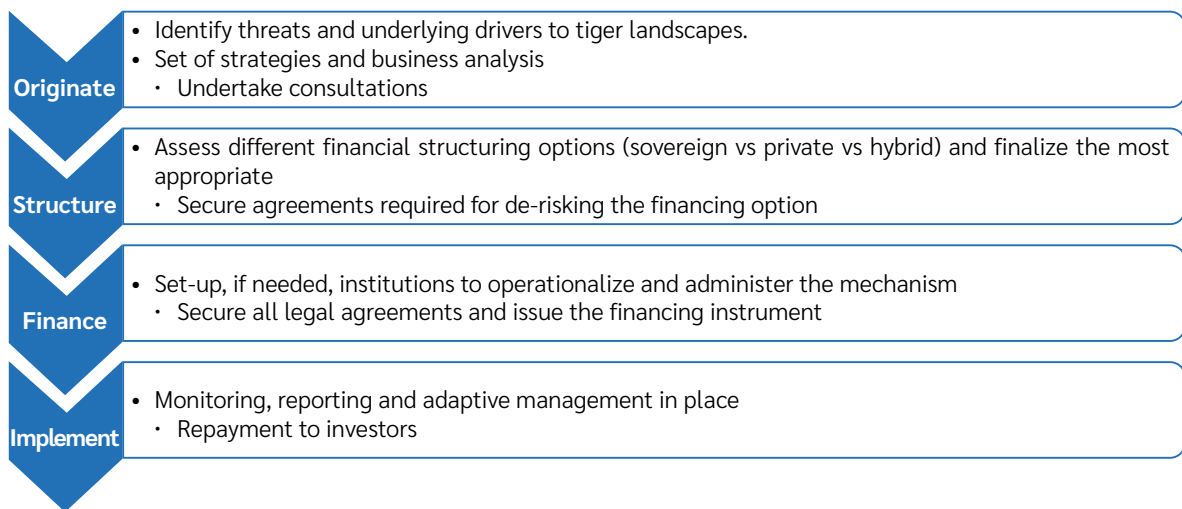 Originate
• Identify threats and underlying drivers to tiger landscapes.
• Set of strategies and business analysis
• Undertake consultations
Structure
• Assess different financial structuring options (sovereign vs private vs hybrid) and finalize the most
appropriate
• Secure agreements required for de-risking the financing option
Finance
• Set-up, if needed, institutions to operationalize and administer the mechanism
• Secure all legal agreements and issue the financing instrument
Implement
• Monitoring, reporting and adaptive management in place
• Repayment to investors